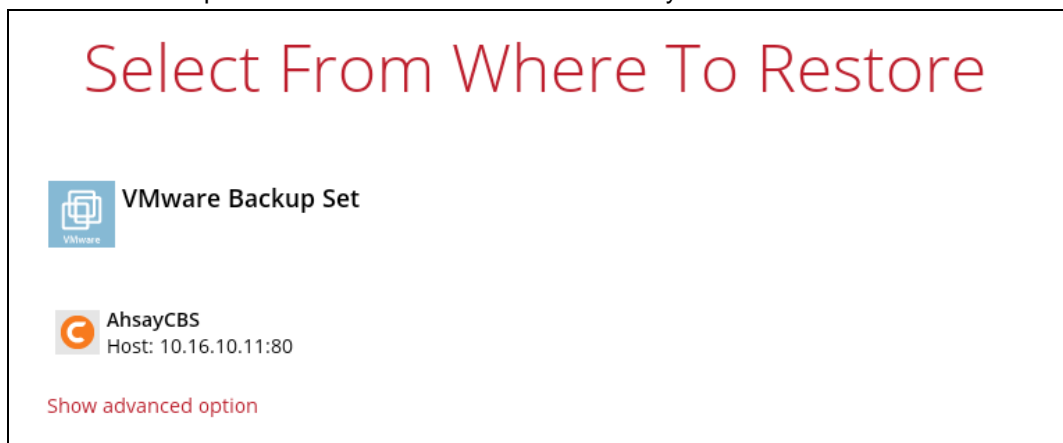 Select From Where To Restore
VMware Backup Set
VMware
AhsayCBS
Host: 10.16.10.11:80
Show advanced option